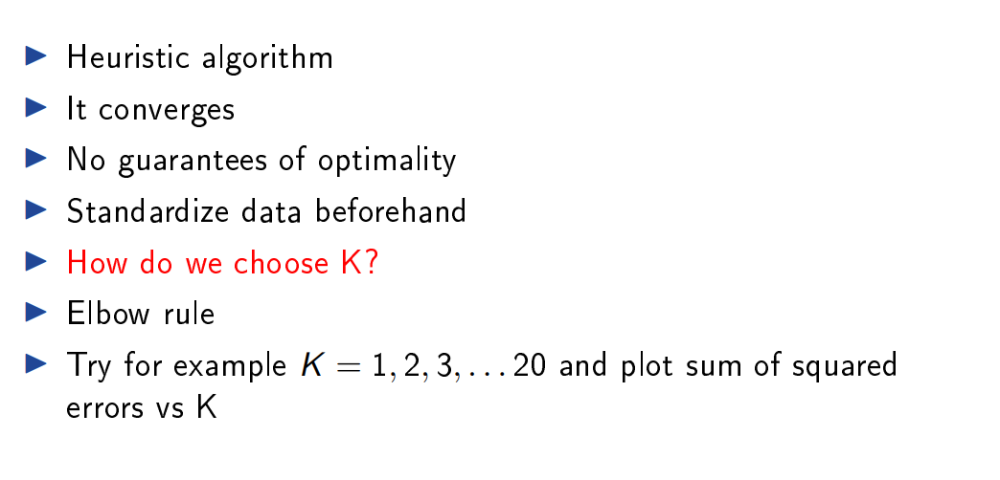 Heuristic algorithm
It converges
No guarantees of optimality
Standardize data beforehand
How do we choose K?
Elbow rule
Try for example K = 1, 2, 3, . . . 20 and plot sum of squared
errors vs K